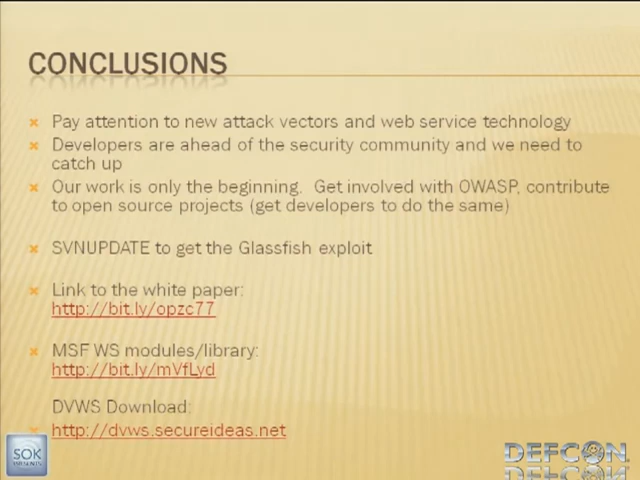 CONCLUSIONS
Pay attention to new attack vectors and web service technology
Developers are ahead of the security community and we need to
catch up
Our work is only the beginning. Get involved with OWASP, contribute
to open source projects (get developers to do the same)
SVNUPDATE to get the Glassfish exploit
Link to the white paper:
http://bit.ly/opzc77
MSF WS modules/library:
http://bit.ly/mVfLyd
DVWS Download:
http://dvws.secureideas.net
SOK
PRESENTS
DEFCON